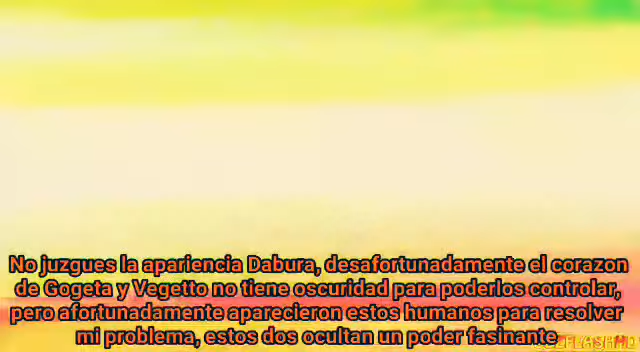 No juzgues la apariencia Dabura, desafortunadamente el corazon
de Gogeta y Vegetto no tiene oscuridad para poderlos controlar,
pero afortunadamente aparecieron estos humanos para resolver
mi problema, estos dos ocultan un poder fasinante